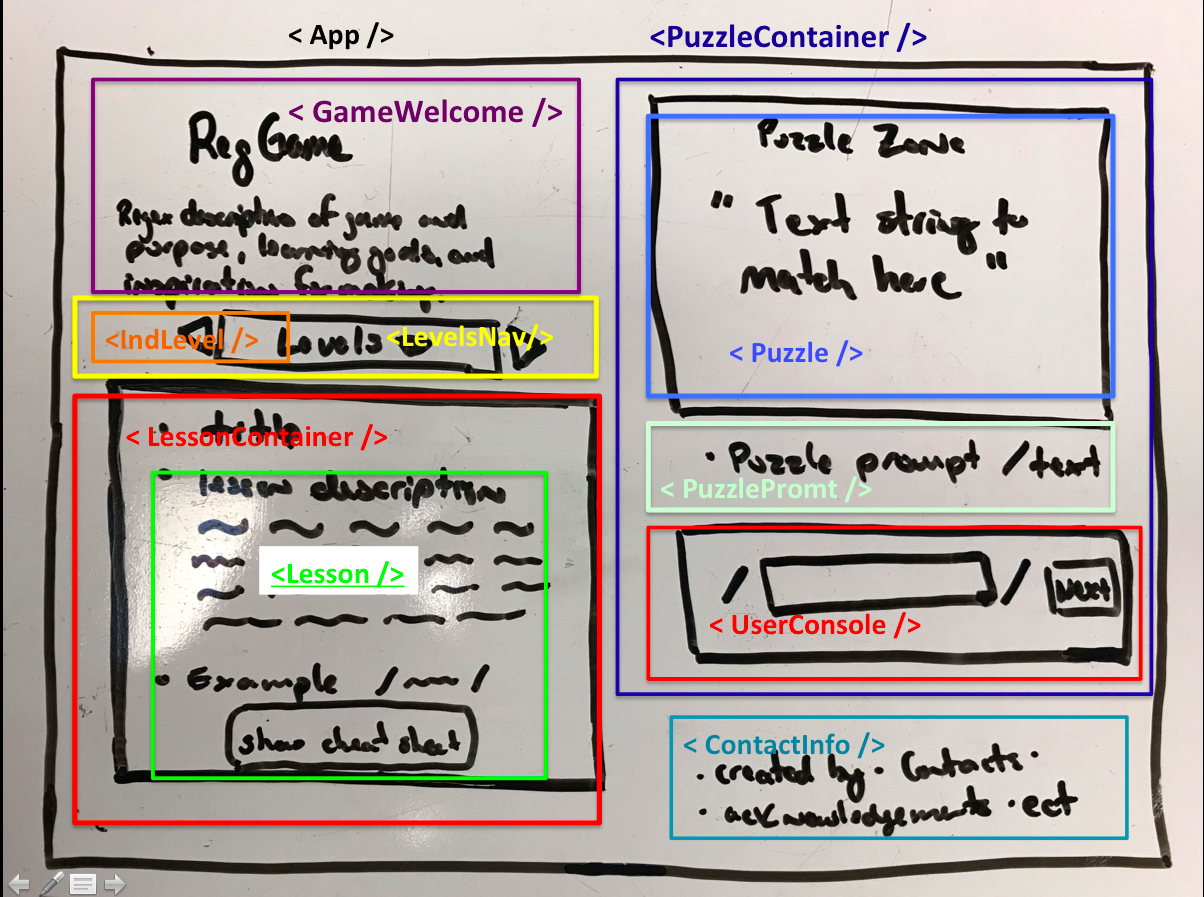 < App />
<PuzzleContainer />
< GameWelcome />
Reg Game
Regex description of game and
purpose, learning goals, and
inspiration for making.
<IndLevel />
Levels
<LevelsNav/>
• title
< LessonContainer />
• lesson description
<Lesson />
• Example / /
show cheat sheet
Puzzle Zone
" Text string to
match here "
< Puzzle />
• Puzzle prompt / text
< PuzzlePromt />
/ / Next
< UserConsole />
< ContactInfo />
• created by • Contacts •
• acknowledgements • ect